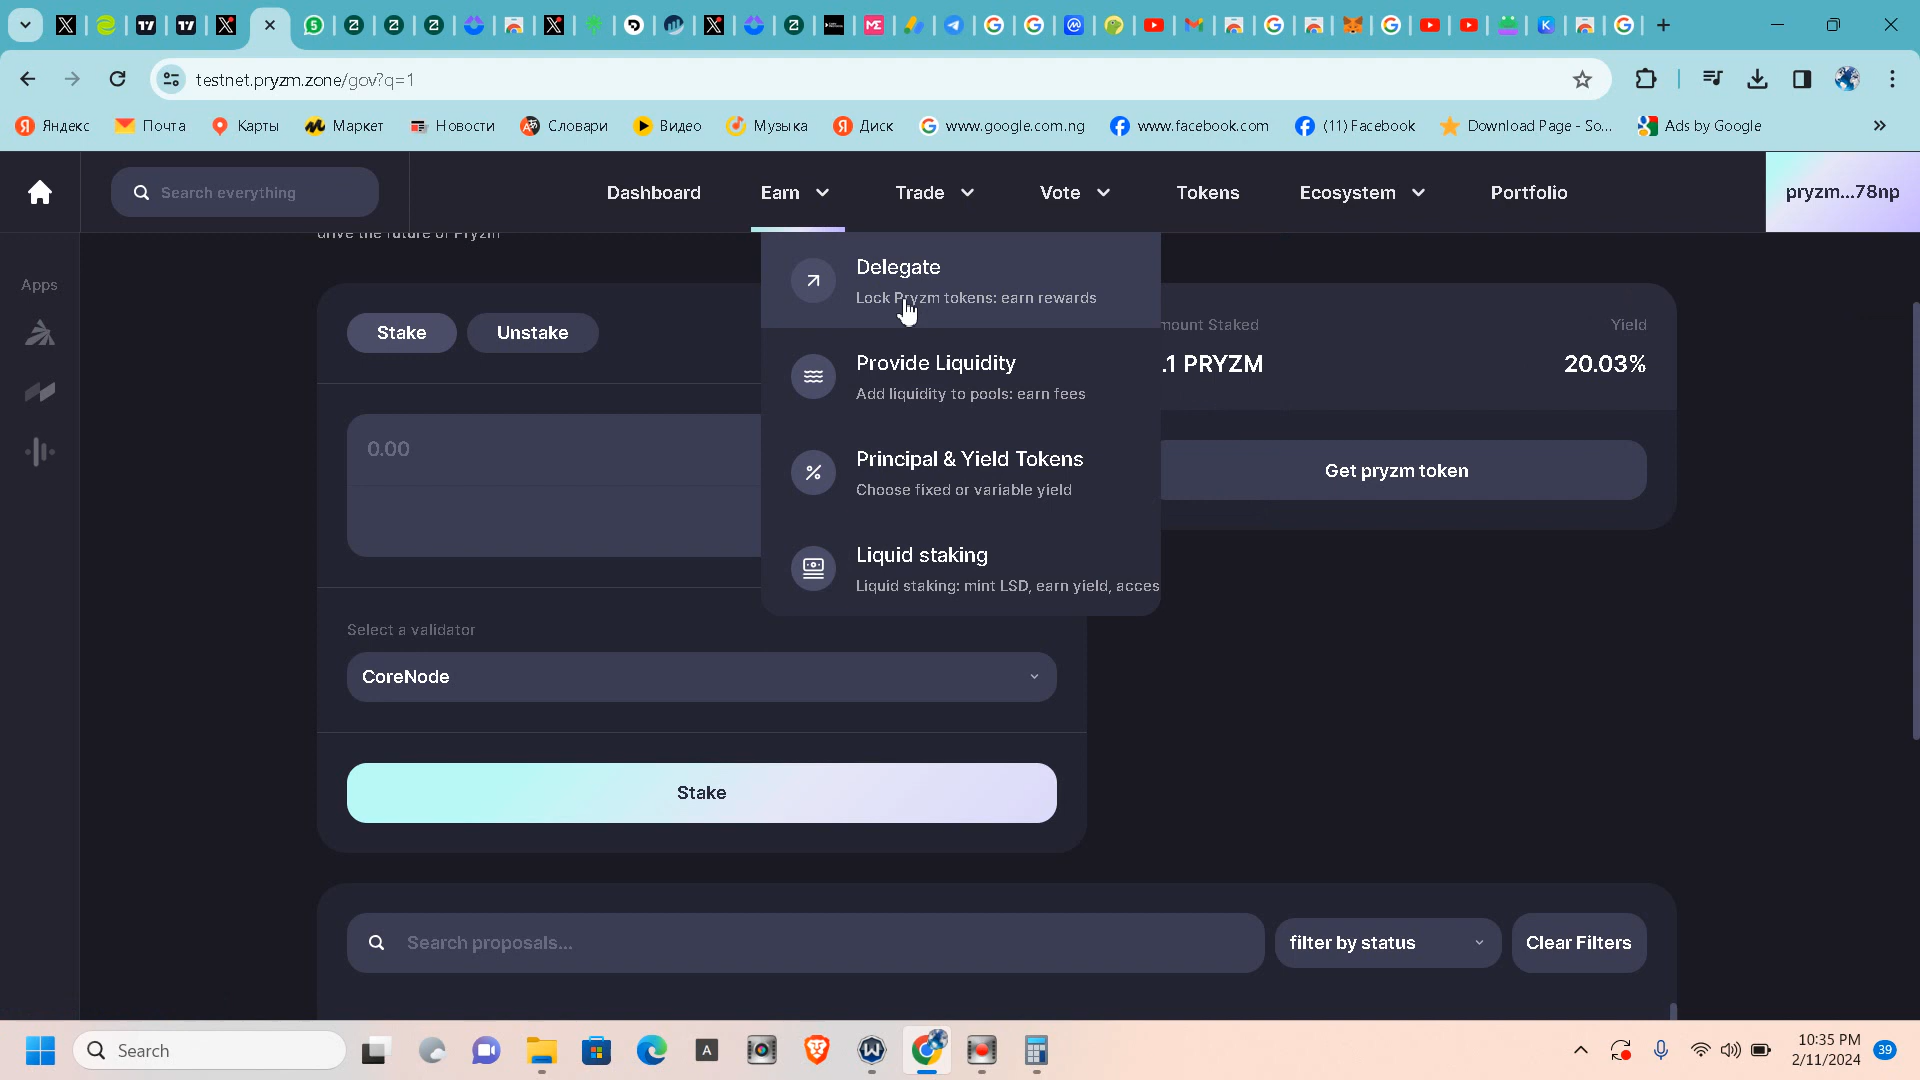 testnet.pryzm.zone/gov?q=1
Яндекс
Почта
Карты
Маркет
Новости
Словари
Видео
Музыка
Диск
www.google.com.ng
www.facebook.com
(11) Facebook
Download Page - So...
Ads by Google
Search everything
Dashboard
Earn
Trade
Vote
Tokens
Ecosystem
Portfolio
pryzm...78np
drive the future of Pryzm
Apps
Delegate
Lock Pryzm tokens: earn rewards
Provide Liquidity
Add liquidity to pools: earn fees
Principal & Yield Tokens
Choose fixed or variable yield
Liquid staking
Liquid staking: mint LSD, earn yield, acces
Stake
Unstake
mount Staked
Yield
.1 PRYZM
20.03%
0.00
Get pryzm token
Select a validator
CoreNode
Stake
Search proposals...
filter by status
Clear Filters
Search
10:35 PM
2/11/2024
39